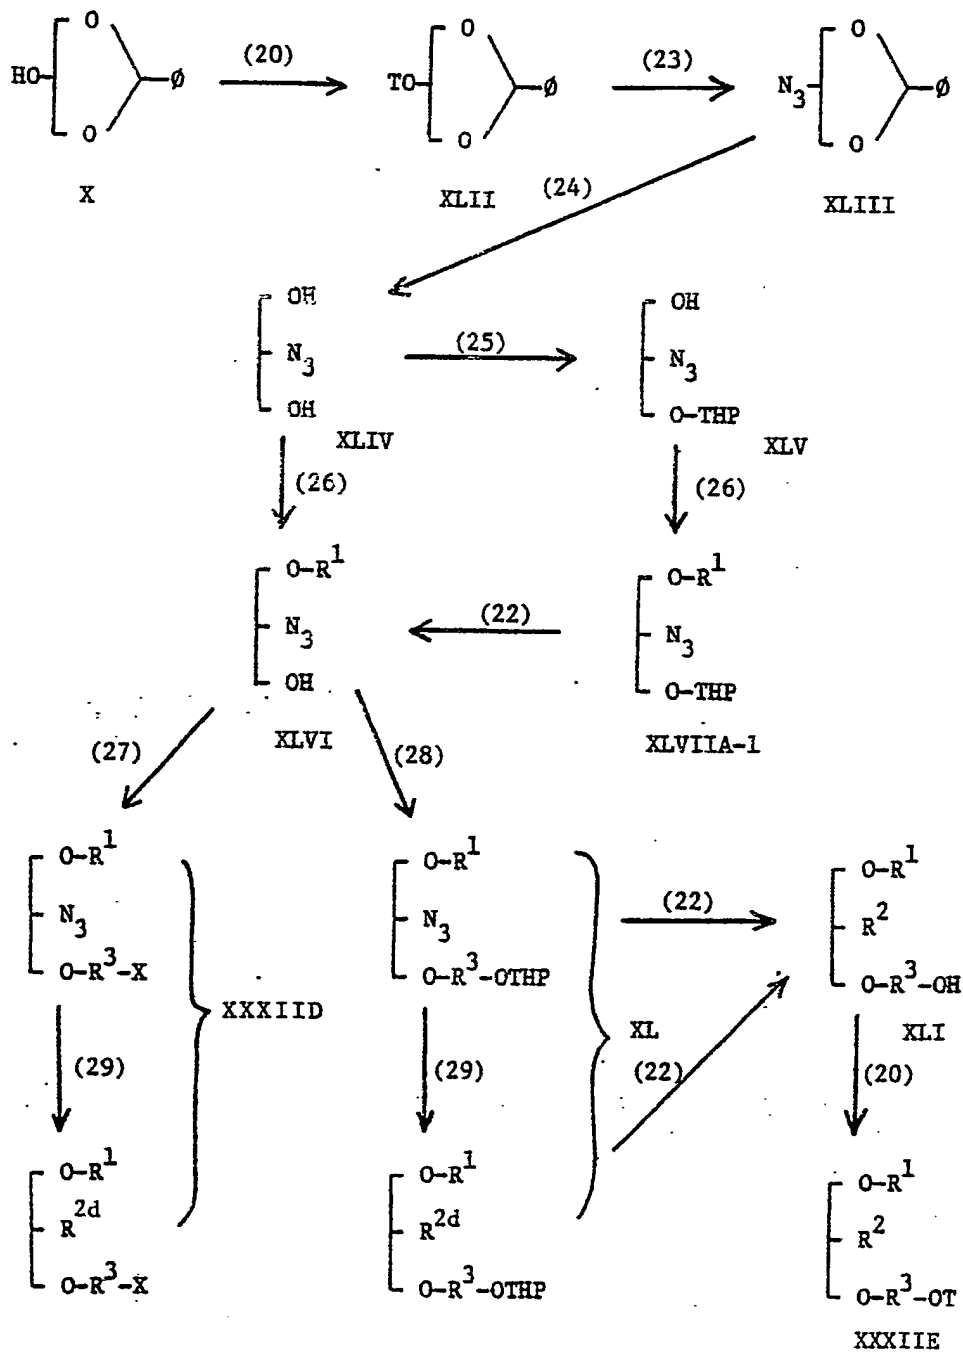 O (20) O (23) O
HO ø TO ø N3 ø
O O O
X XLII XLIII
(24)
OH OH
N3 (25) N3
OH O-THP
XLIV XLV
(26) (26)
O-R1 O-R1
N3 (22) N3
OH O-THP
XLVI XLVIIA-1
(27) (28)
O-R1 O-R1 O-R1
N3 N3 (22) R2
O-R3-X O-R3-OTHP O-R3-OH
XXXIID XL XLI
(29) (29) (22) (20)
O-R1 O-R1 O-R1
R2d R2d R2
O-R3-X O-R3-OTHP O-R3-OT
XXXIIE